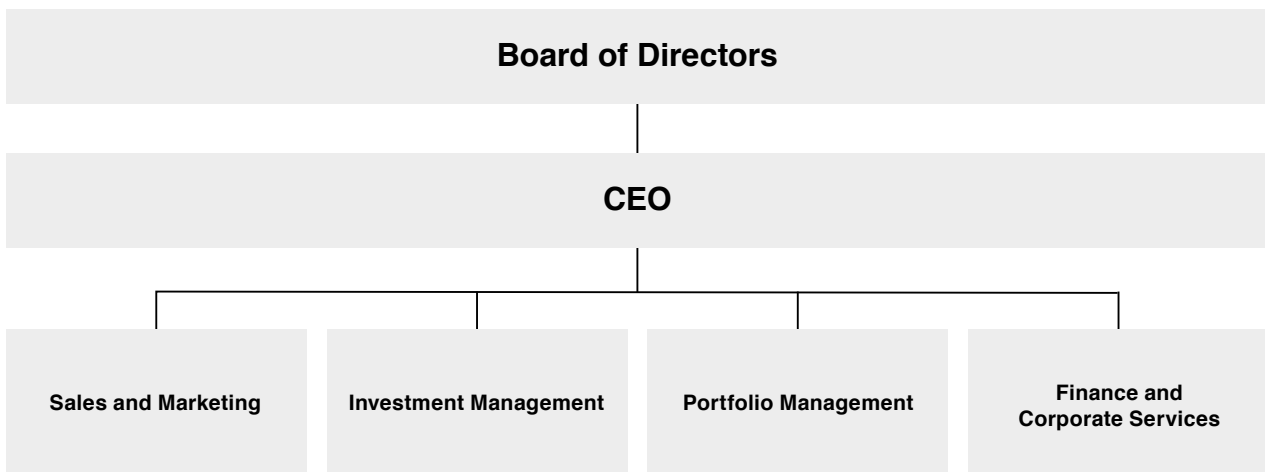 Board of Directors
CEO
Sales and Marketing
Investment Management
Portfolio Management
Finance and
Corporate Services